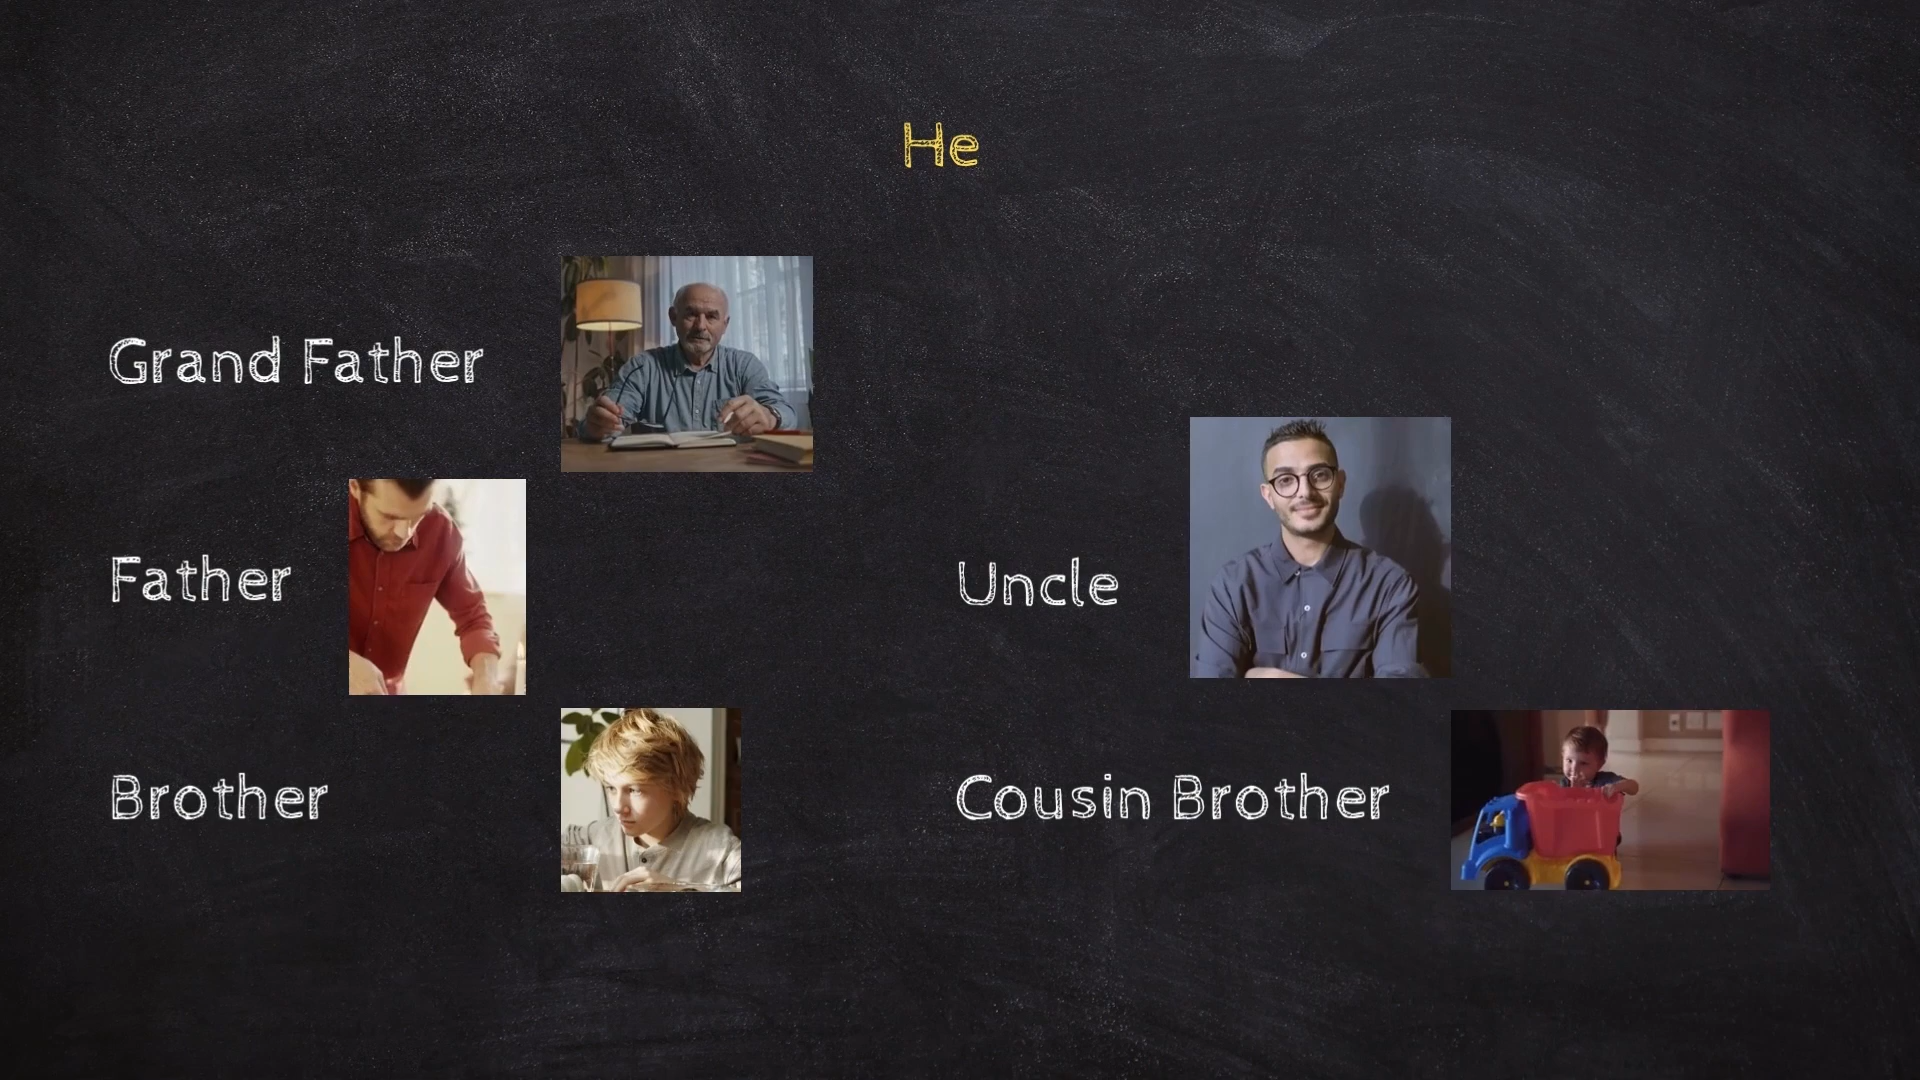 He
Grand Father
Father
Uncle
Brother
Cousin Brother